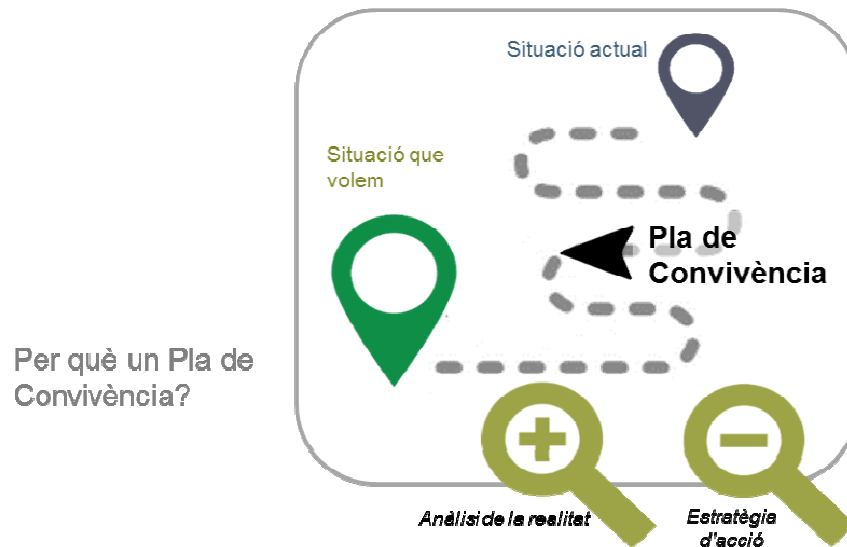 Situació actual
Situació que
volem
Pla de
Convivència
Per què un Pla de
Convivència?
Anàlisi de la realitat
Estratègia
d'acció